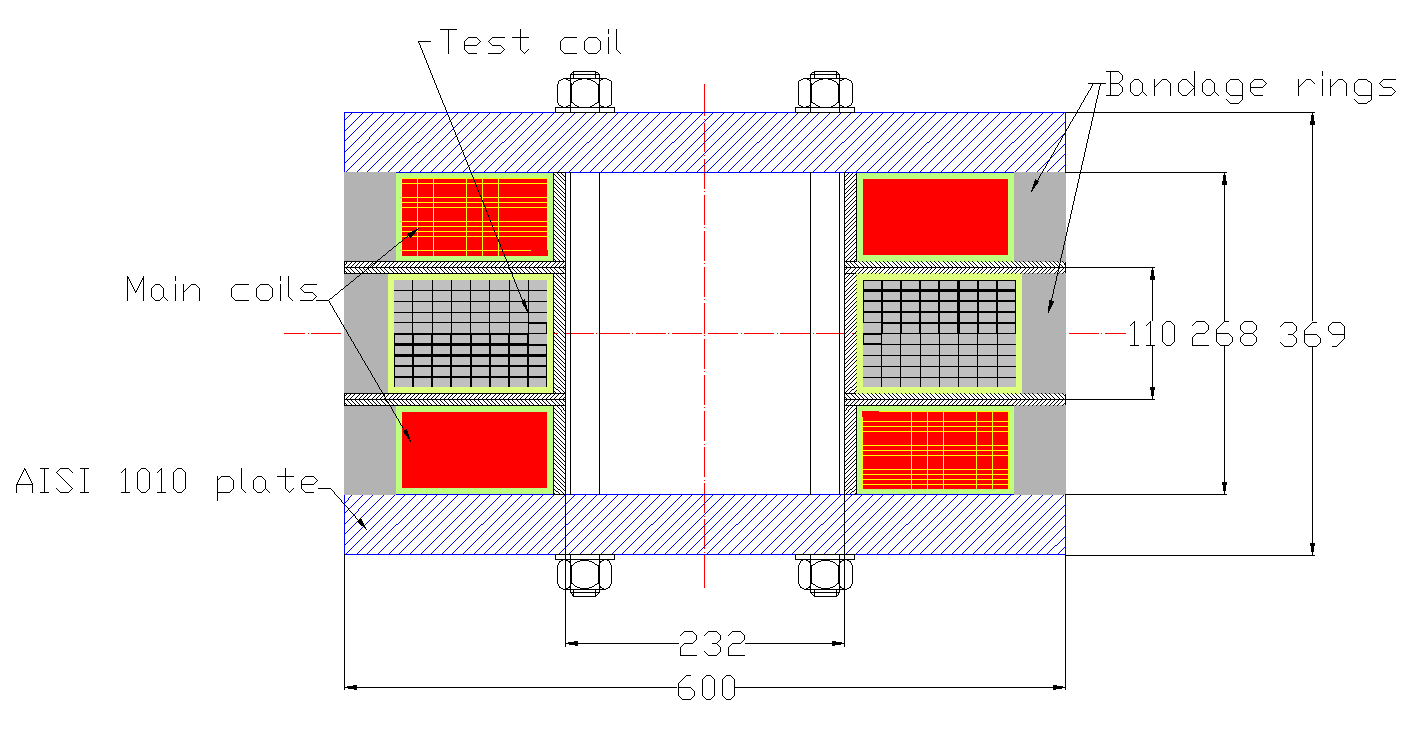 Test coil
Bandage rings
Main coils
110 268 369
AISI 1010 plate
232
600